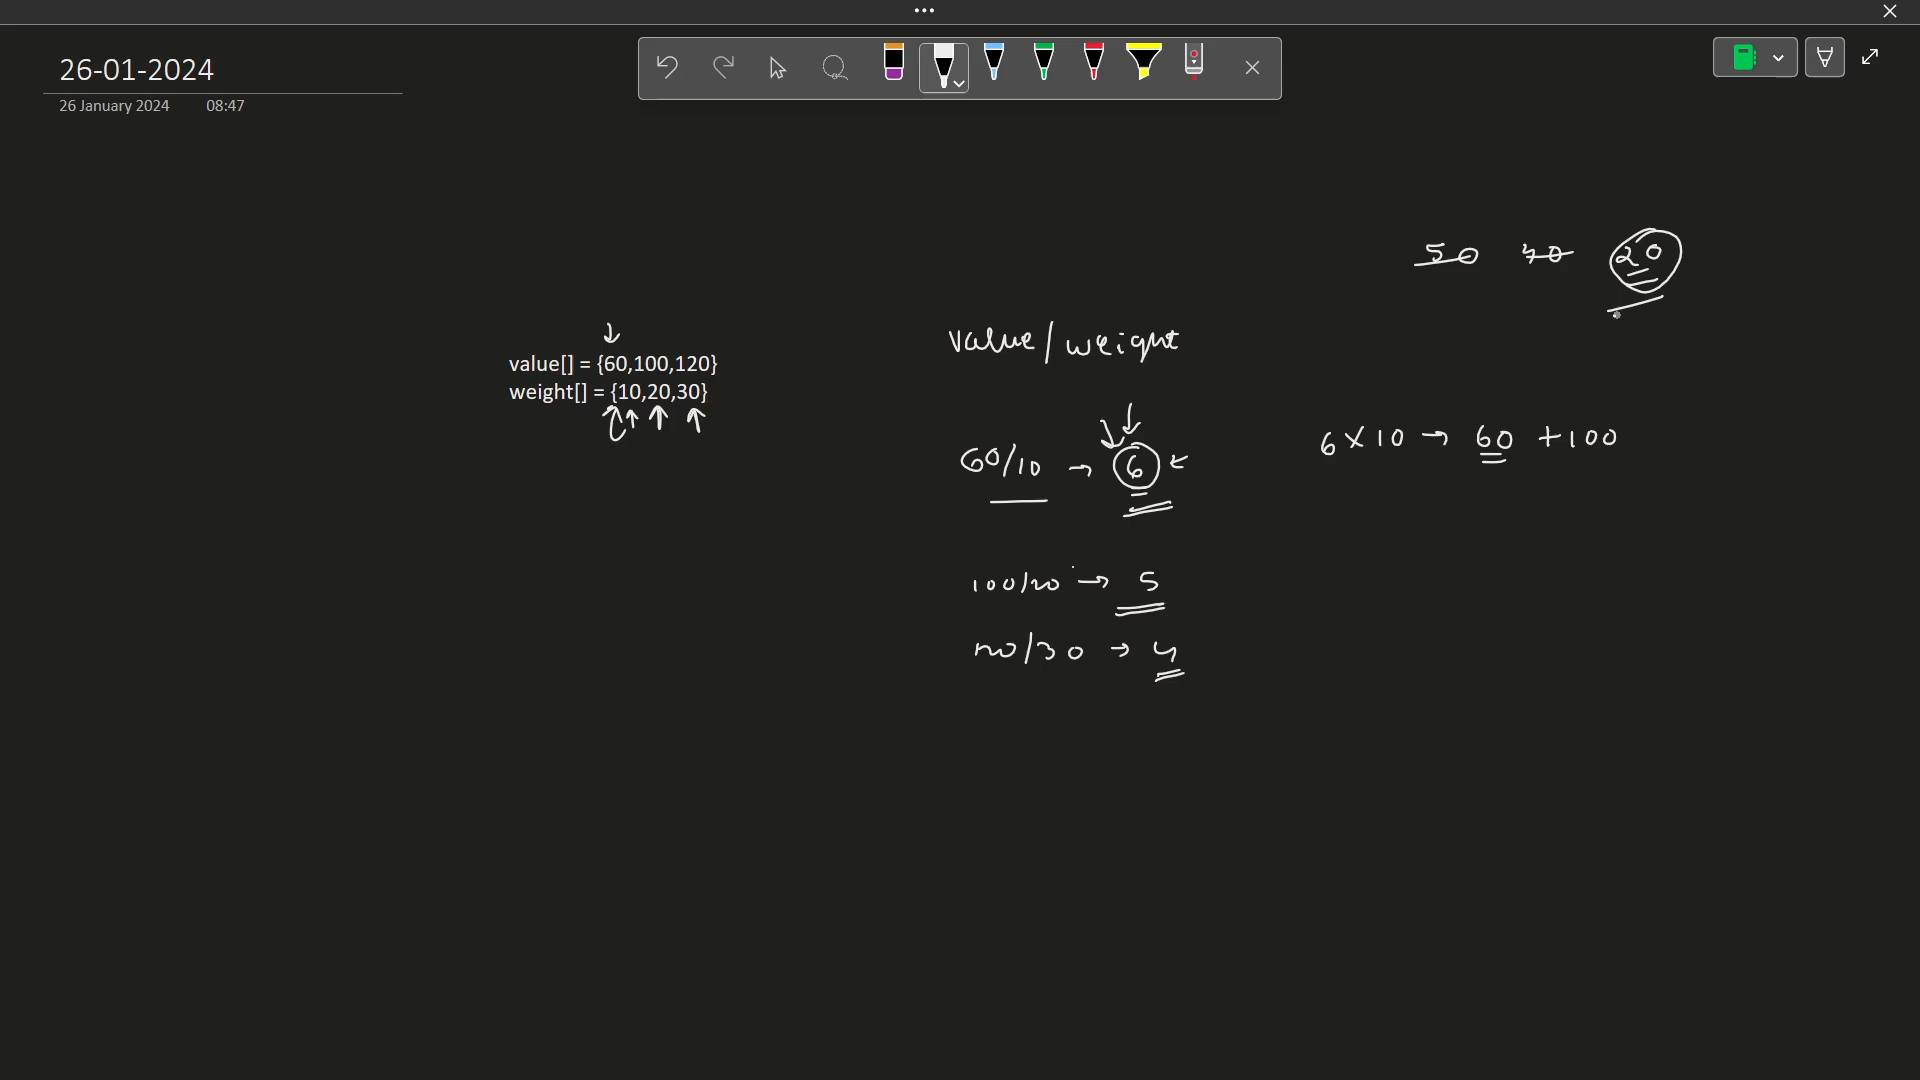 26-01-2024
26 January 2024 08:47
50 40 20
value/weight
value[] = {60,100,120}
weight[] = {10,20,30}
60/10 → 6
6 × 10 → 60 + 100
100/20 → 5
120/30 → 4